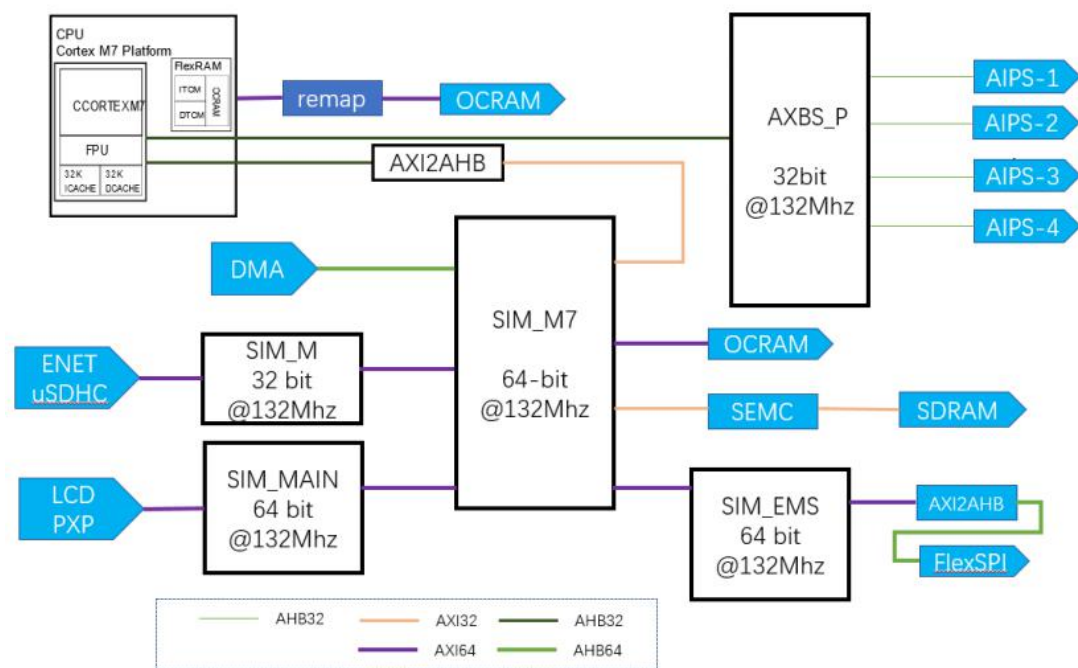 CPU
Cortex M7 Platform
FlexRAM
ITCM
DTCM
OCRAM
CCORTEXM7
FPU
32K
ICACHE
32K
DCACHE
remap
OCRAM
AXI2AHB
AXBS_P
32bit
@132Mhz
AIPS-1
AIPS-2
AIPS-3
AIPS-4
DMA
SIM_M7
64-bit
@132Mhz
ENET
uSDHC
SIM_M
32 bit
@132Mhz
OCRAM
SEMC
SDRAM
LCD
PXP
SIM_MAIN
64 bit
@132Mhz
SIM_EMS
64 bit
@132Mhz
AXI2AHB
FlexSPI
AHB32
AXI32
AHB32
AXI64
AHB64